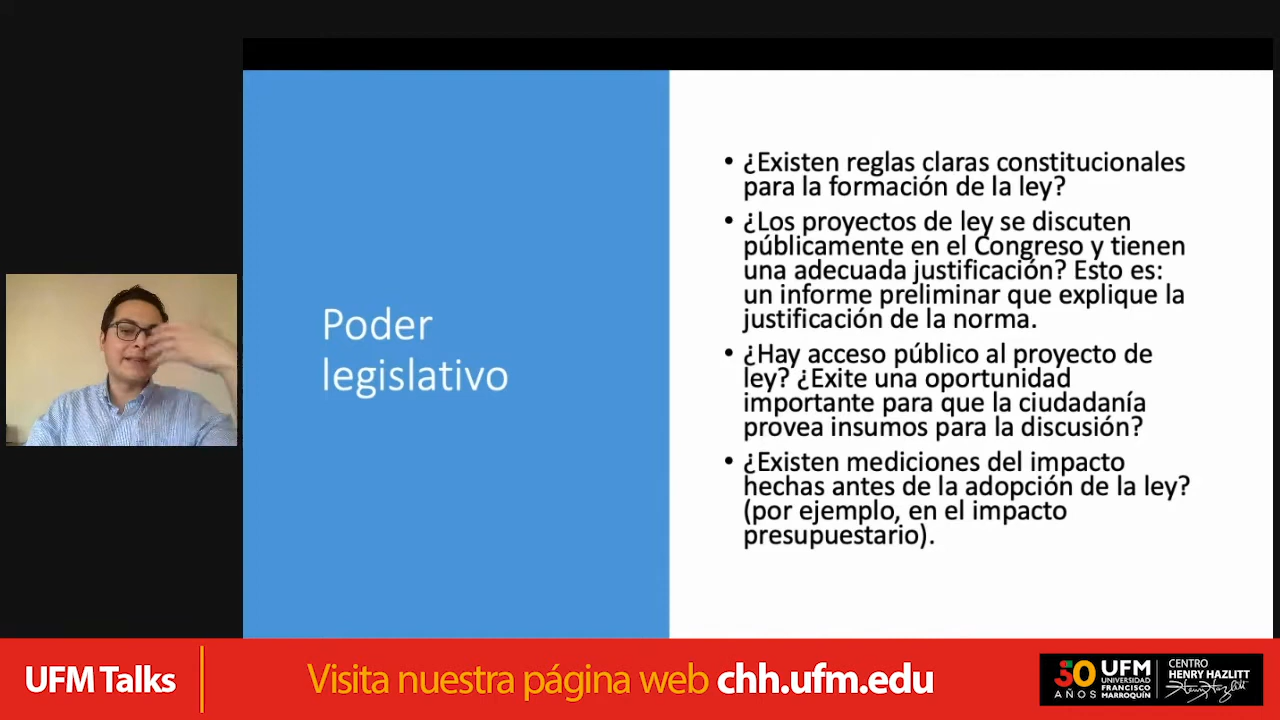 Poder
legislativo
• ¿Existen reglas claras constitucionales
para la formación de la ley?
• ¿Los proyectos de ley se discuten
públicamente en el Congreso y tienen
una adecuada justificación? Esto es:
un informe preliminar que explique la
justificación de la norma.
• ¿Hay acceso público al proyecto de
ley? ¿Exite una oportunidad
importante para que la ciudadanía
provea insumos para la discusión?
• ¿Existen mediciones del impacto
hechas antes de la adopción de la ley?
(por ejemplo, en el impacto
presupuestario).
UFM Talks
Visita nuestra página web chh.ufm.edu
50
AÑOS
UFM
UNIVERSIDAD
FRANCISCO
MARROQUÍN
CENTRO
HENRY HAZLITT
Henry Hazlitt